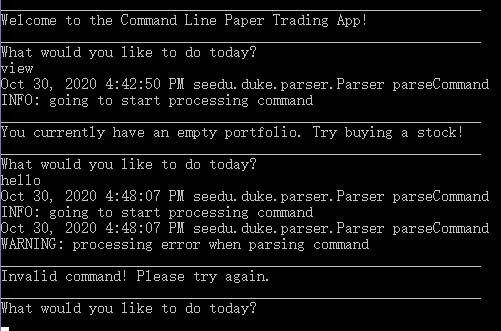 Welcome to the Command Line Paper Trading App!
What would you like to do today?
view
Oct 30, 2020 4:42:50 PM seedu.duke.parser.Parser parseCommand
INFO: going to start processing command
You currently have an empty portfolio. Try buying a stock!
What would you like to do today?
hello
Oct 30, 2020 4:48:07 PM seedu.duke.parser.Parser parseCommand
INFO: going to start processing command
Oct 30, 2020 4:48:07 PM seedu.duke.parser.Parser parseCommand
WARNING: processing error when parsing command
Invalid command! Please try again.
What would you like to do today?